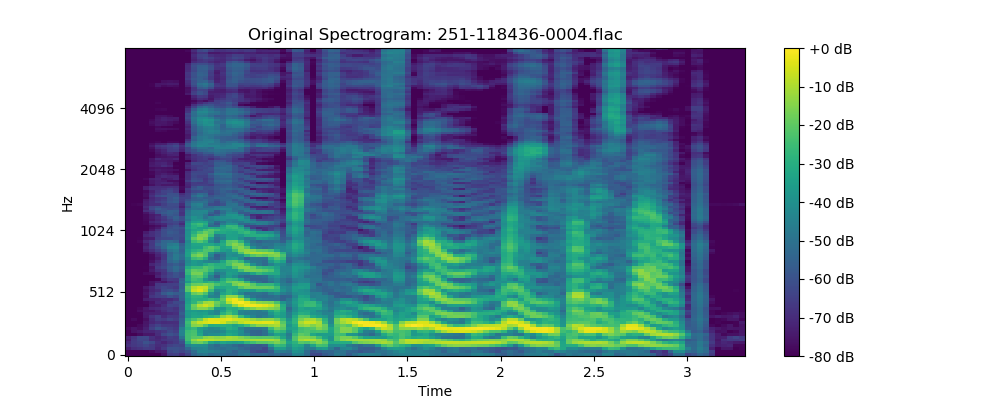 Original Spectrogram: 251-118436-0004.flac
Hz
4096
2048
1024
512
0
0
0.5
1
1.5
2
2.5
3
Time
+0 dB
-10 dB
-20 dB
-30 dB
-40 dB
-50 dB
-60 dB
-70 dB
-80 dB